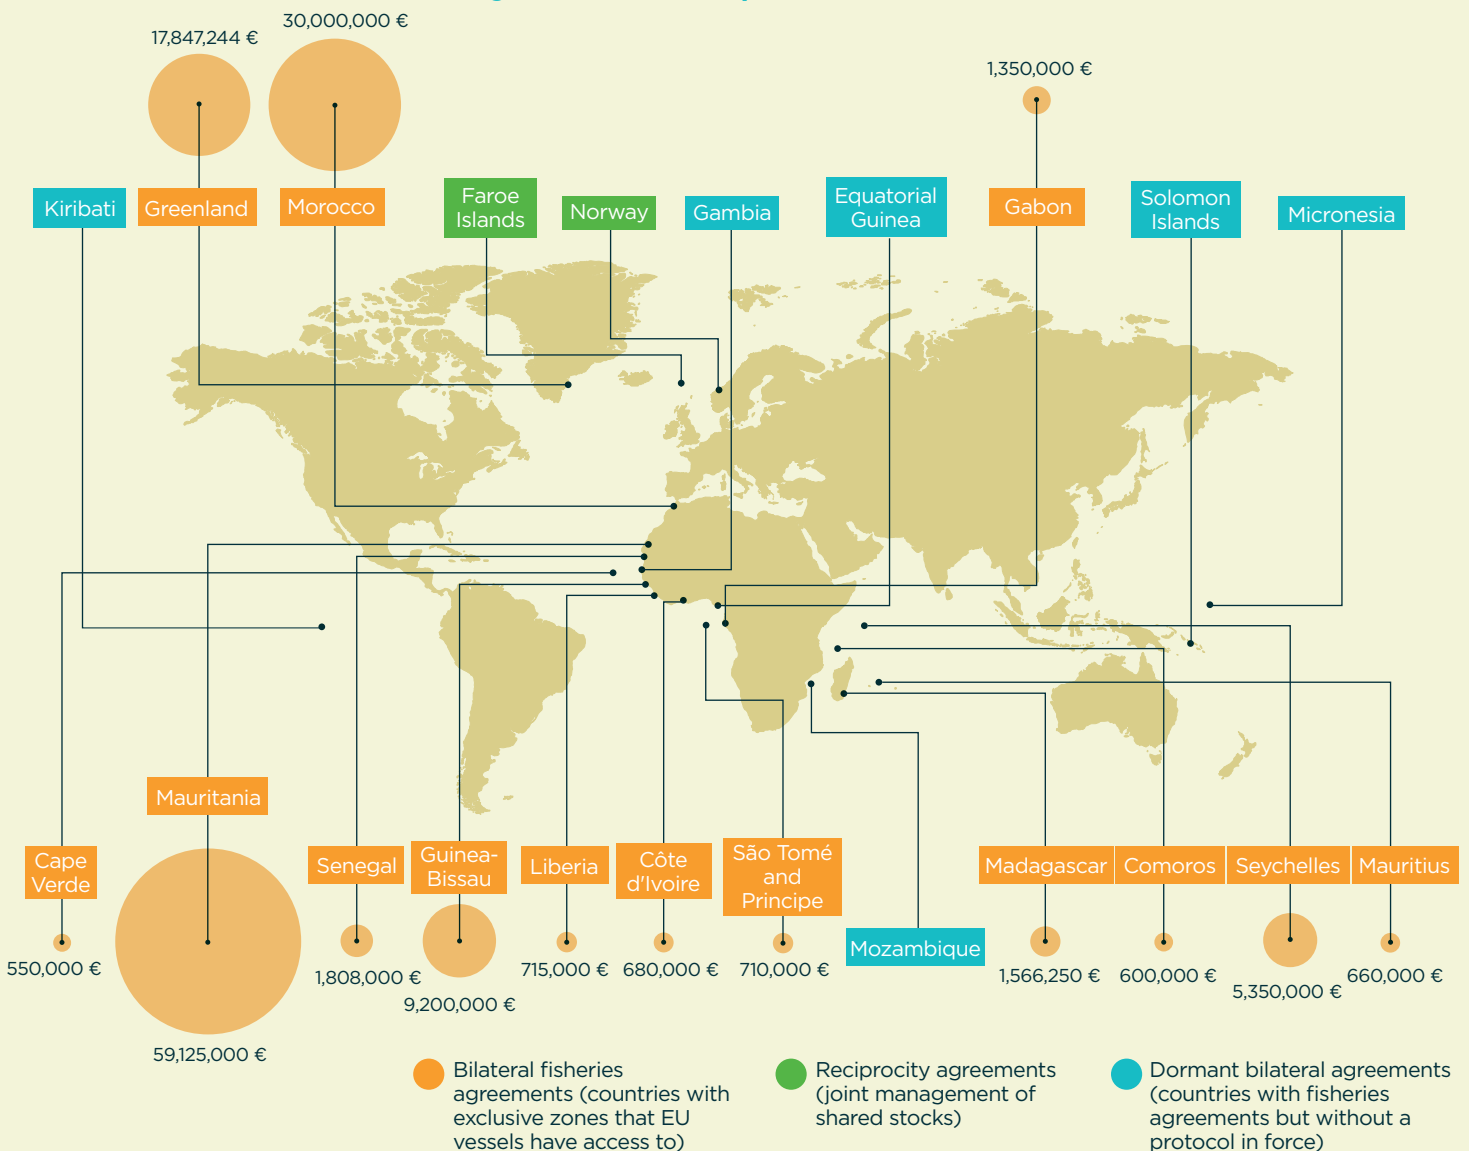 30,000,000 €
17,847,244 €
1,350,000 €
Kiribati
Greenland
Morocco
Faroe
Islands
Norway
Gambia
Equatorial
Guinea
Gabon
Solomon
Islands
Micronesia
Mauritania
Cape
Verde
Senegal
Guinea-
Bissau
Liberia
Côte
d'Ivoire
São Tomé
and
Principe
Mozambique
Madagascar
Comoros
Seychelles
Mauritius
550,000 €
59,125,000 €
1,808,000 €
9,200,000 €
715,000 €
680,000 €
710,000 €
1,566,250 €
600,000 €
5,350,000 €
660,000 €
Bilateral fisheries
agreements (countries with
exclusive zones that EU
vessels have access to)
Reciprocity agreements
(joint management of
shared stocks)
Dormant bilateral agreements
(countries with fisheries
agreements but without a
protocol in force)